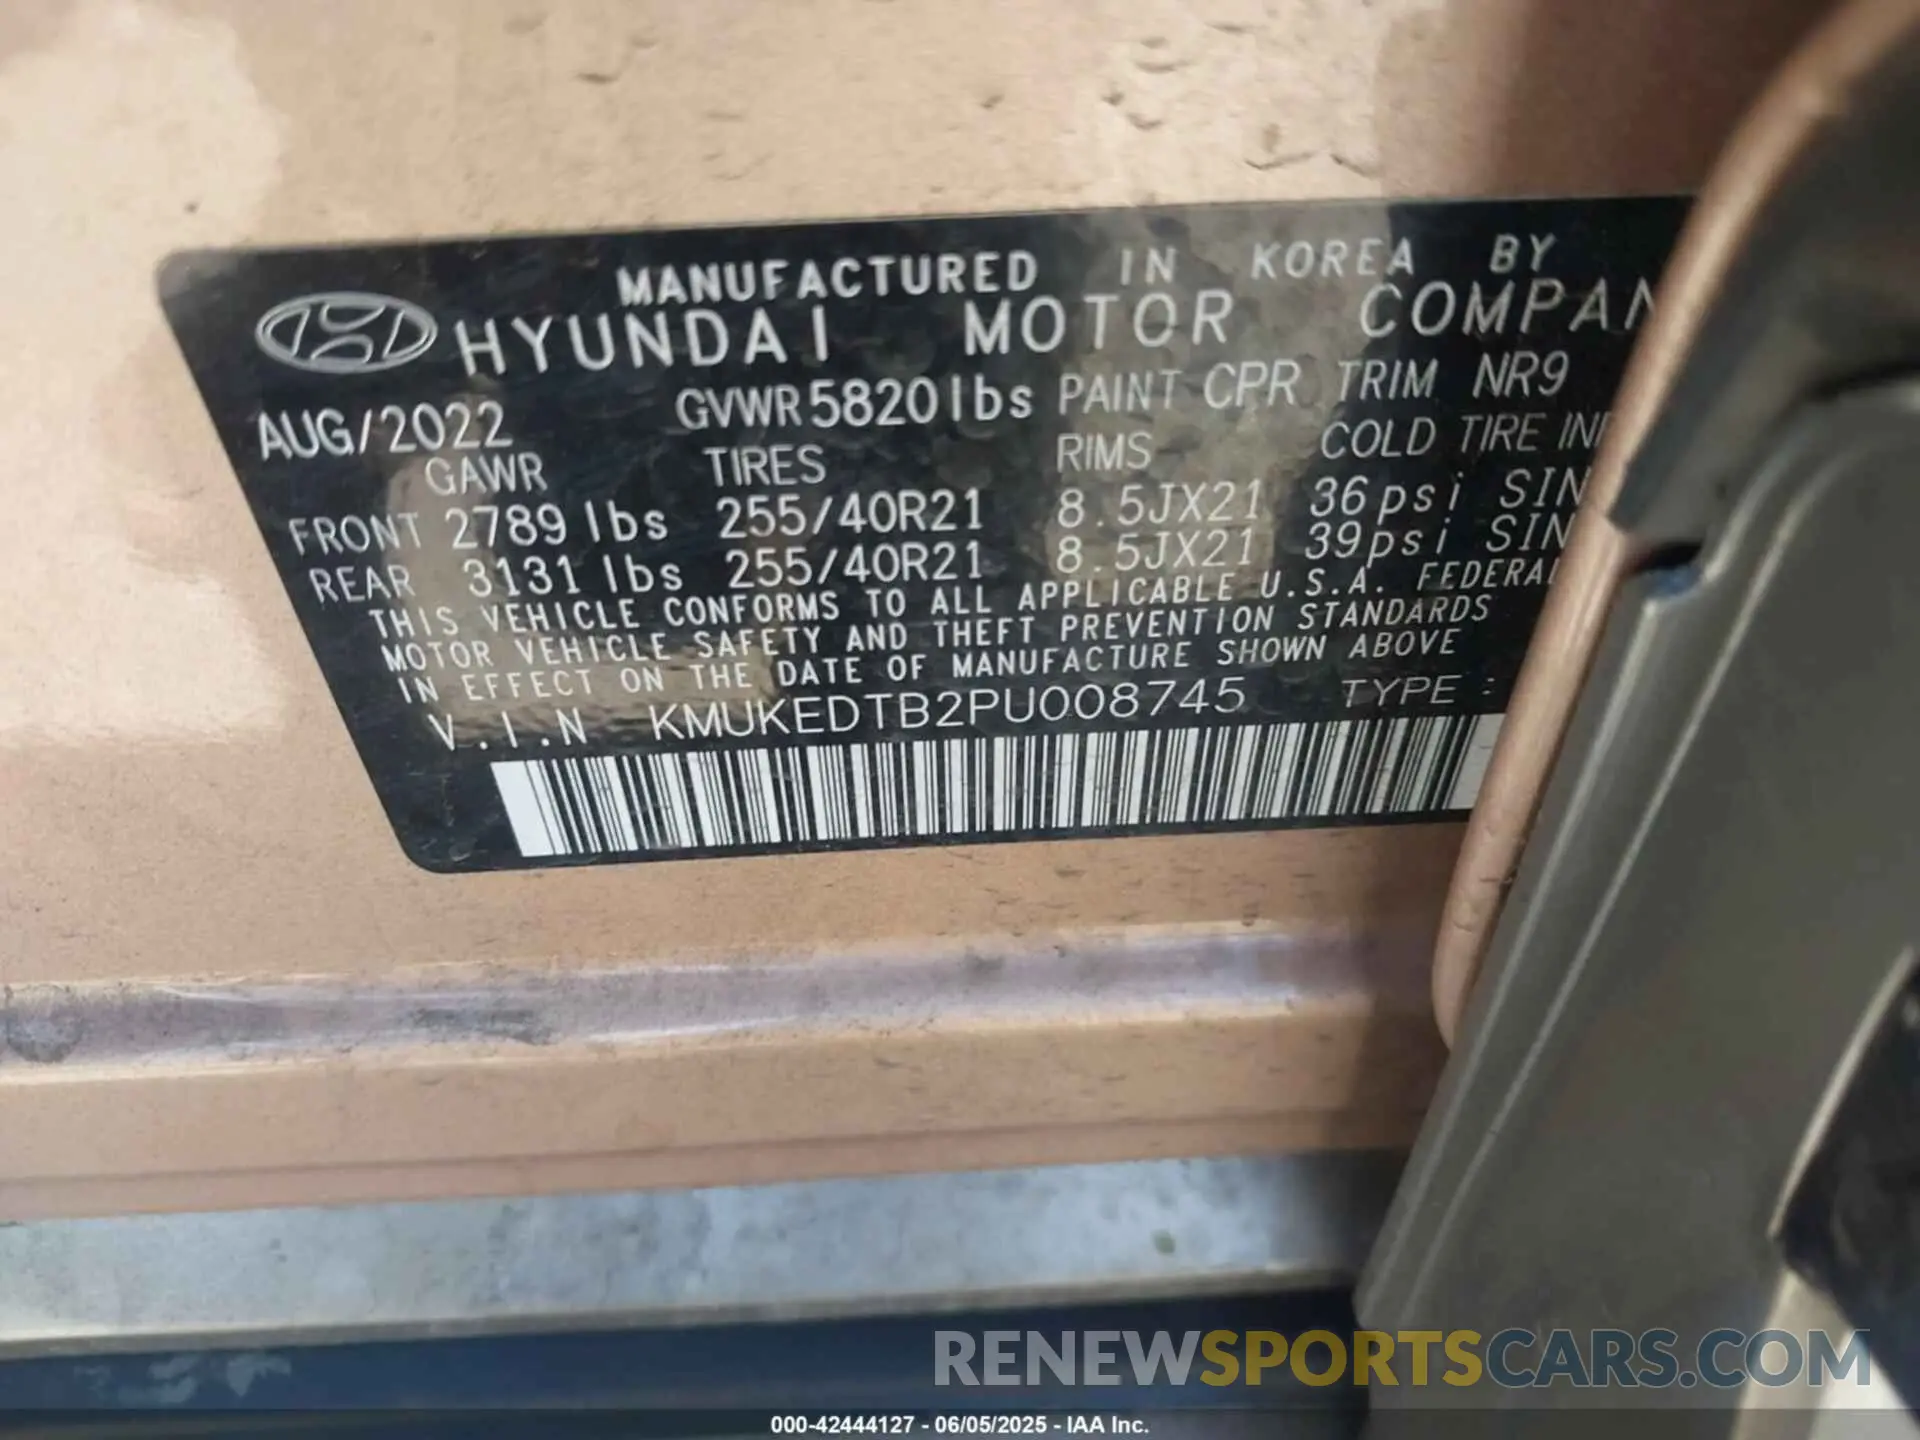 MANUFACTURED IN KOREA BY
HYUNDAI MOTOR COMPAN
AUG/2022 GVWR 5820lbs PAINT CPR TRIM NR9
GAWR TIRES RIMS COLD TIRE INF
FRONT 2789 lbs 255/40R21 8.5JX21 36psi SIN
REAR 3131 lbs 255/40R21 8.5JX21 39psi SIN
THIS VEHICLE CONFORMS TO ALL APPLICABLE U.S.A. FEDERAL
MOTOR VEHICLE SAFETY AND THEFT PREVENTION STANDARDS
IN EFFECT ON THE DATE OF MANUFACTURE SHOWN ABOVE
V.I.N KMUKEDTB2PU008745 TYPE :
RENEWSPORTSCARS.COM
000-42444127 - 06/05/2025 - IAA Inc.